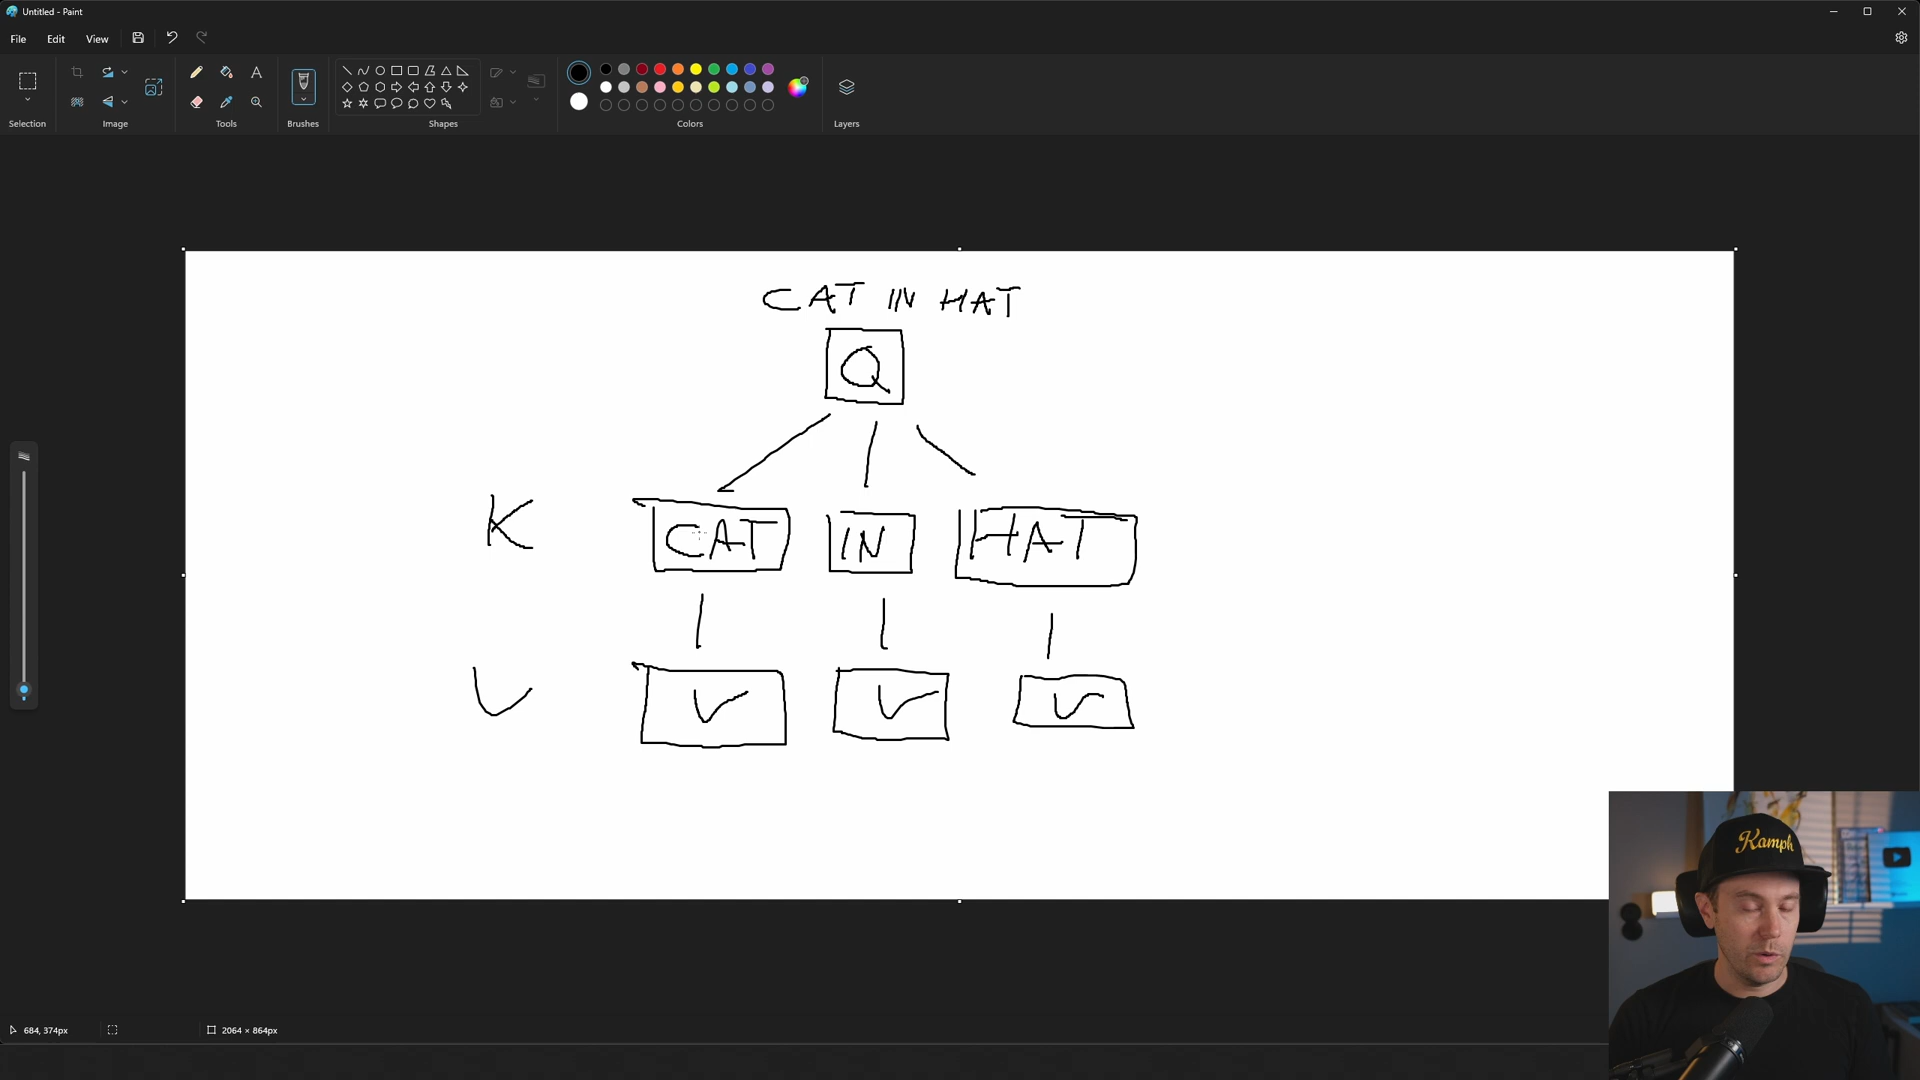 Untitled - Paint
File Edit View
Selection Image Tools Brushes Shapes Colors Layers
CAT IN HAT
Q
K CAT IN HAT
V V V V
Kamph
684, 374px 2064 × 864px